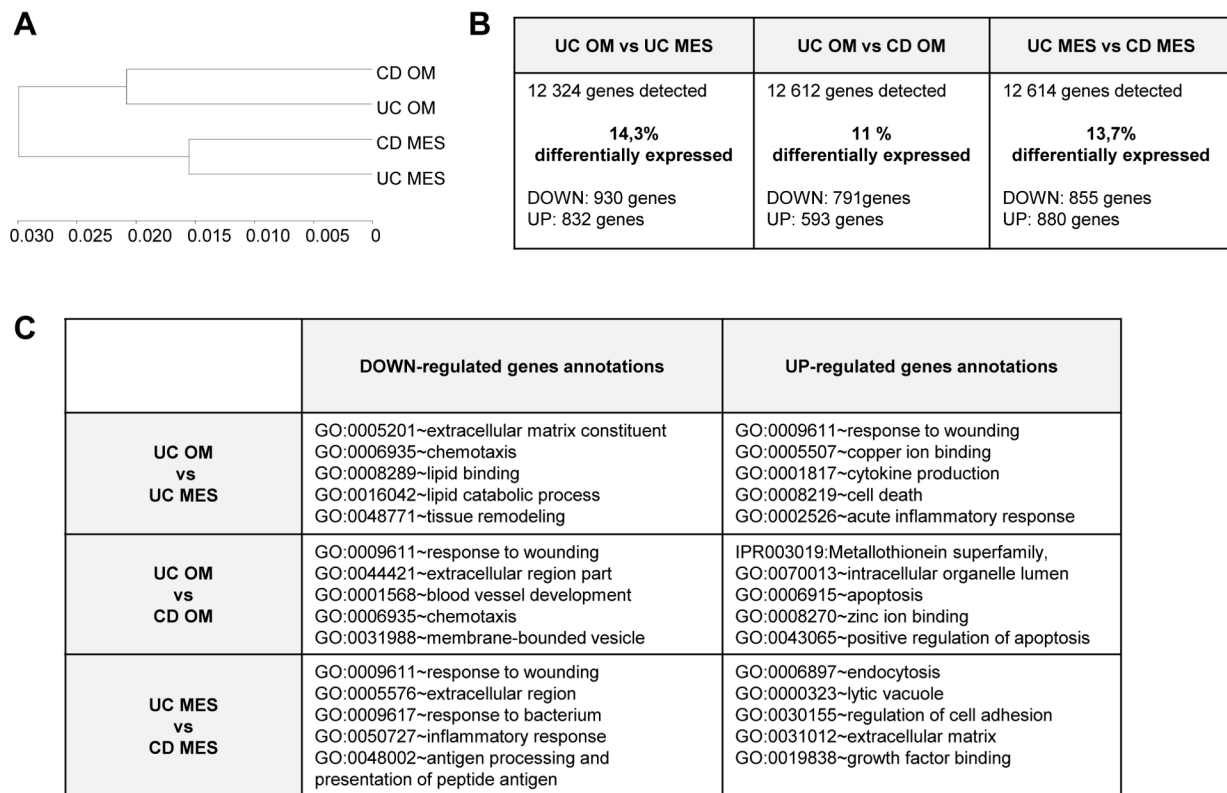 A
CD OM
UC OM
CD MES
UC MES
0.030 0.025 0.020 0.015 0.010 0.005 0
B
UC OM vs UC MES
12 324 genes detected
14,3%
differentially expressed
DOWN: 930 genes
UP: 832 genes
UC OM vs CD OM
12 612 genes detected
11 %
differentially expressed
DOWN: 791genes
UP: 593 genes
UC MES vs CD MES
12 614 genes detected
13,7%
differentially expressed
DOWN: 855 genes
UP: 880 genes
C
DOWN-regulated genes annotations
UP-regulated genes annotations
UC OM
vs
UC MES
GO:0005201~extracellular matrix constituent
GO:0006935~chemotaxis
GO:0008289~lipid binding
GO:0016042~lipid catabolic process
GO:0048771~tissue remodeling
GO:0009611~response to wounding
GO:0005507~copper ion binding
GO:0001817~cytokine production
GO:0008219~cell death
GO:0002526~acute inflammatory response
UC OM
vs
CD OM
GO:0009611~response to wounding
GO:0044421~extracellular region part
GO:0001568~blood vessel development
GO:0006935~chemotaxis
GO:0031988~membrane-bounded vesicle
IPR003019:Metallothionein superfamily,
GO:0070013~intracellular organelle lumen
GO:0006915~apoptosis
GO:0008270~zinc ion binding
GO:0043065~positive regulation of apoptosis
UC MES
vs
CD MES
GO:0009611~response to wounding
GO:0005576~extracellular region
GO:0009617~response to bacterium
GO:0050727~inflammatory response
GO:0048002~antigen processing and
presentation of peptide antigen
GO:0006897~endocytosis
GO:0000323~lytic vacuole
GO:0030155~regulation of cell adhesion
GO:0031012~extracellular matrix
GO:0019838~growth factor binding